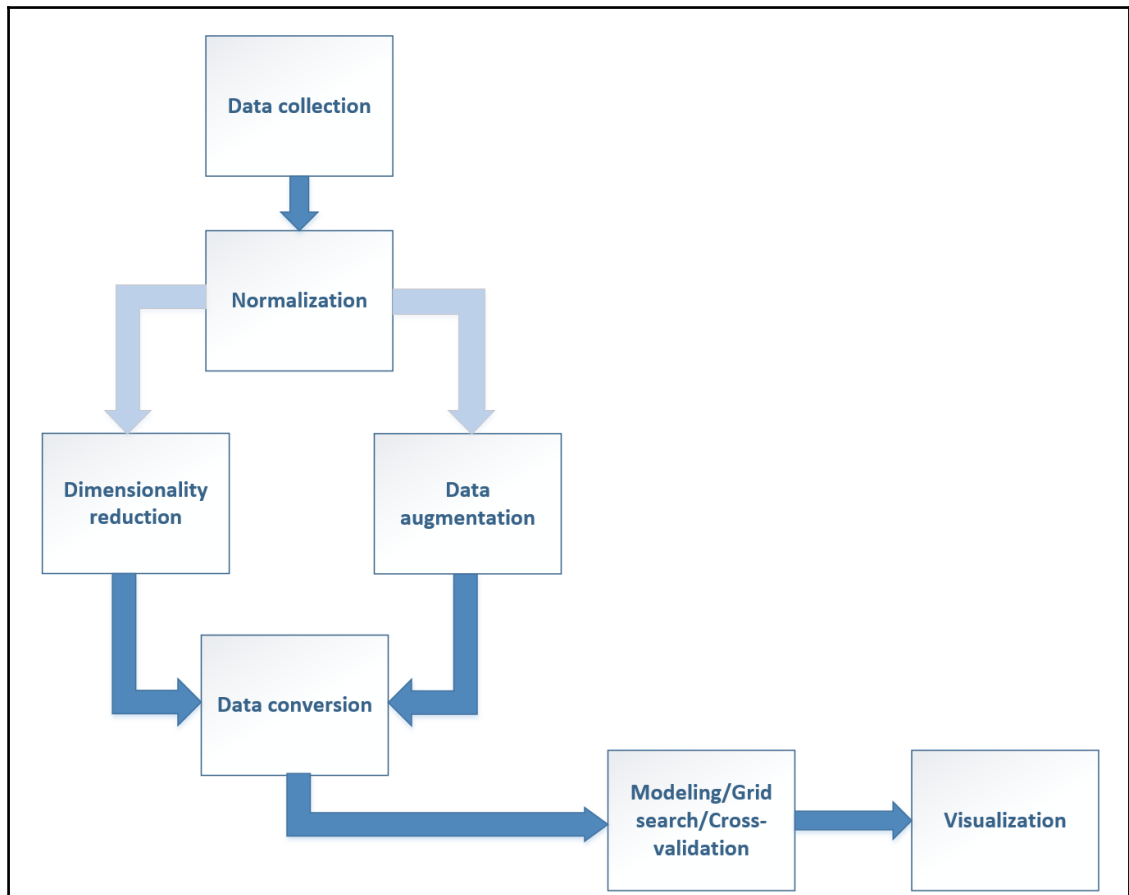 Data collection
Normalization
Dimensionality
reduction
Data
augmentation
Data conversion
Modeling/Grid
search/Cross-
validation
Visualization